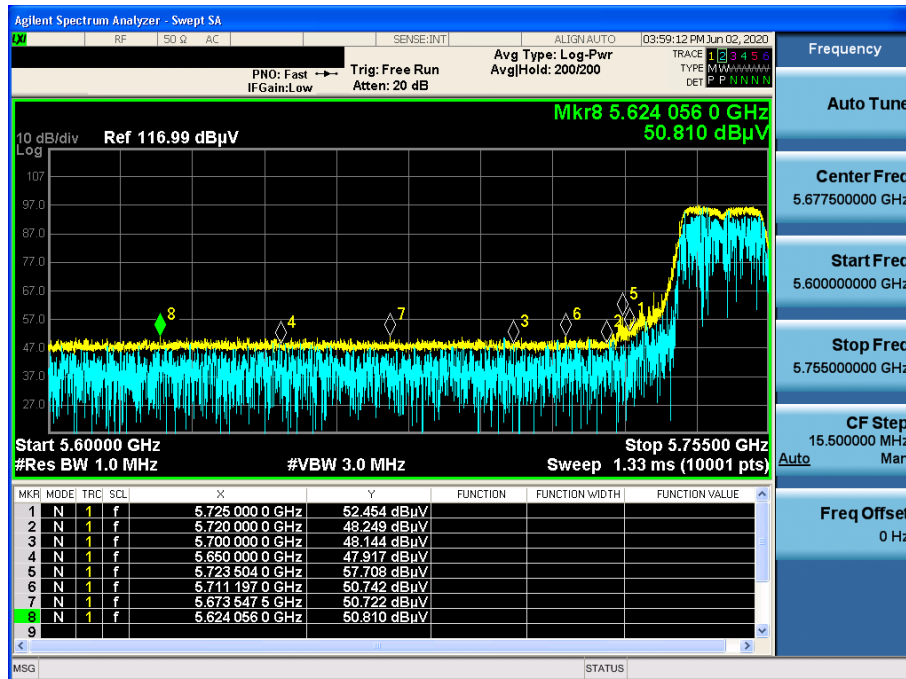 Agilent Spectrum Analyzer - Swept SA
LXI RF 50 Ω AC SENSE:INT ALIGN AUTO 03:59:12 PM Jun 02, 2020
Frequency
Avg Type: Log-Pwr TRACE 1 2 3 4 5 6
PNO: Fast Trig: Free Run Avg|Hold: 200/200 TYPE M W W W W W
IFGain:Low Atten: 20 dB DET P P N N N N
Auto Tune
Mkr8 5.624 056 0 GHz
50.810 dBµV
10 dB/div Ref 116.99 dBµV
Log
107
97.0
87.0
77.0
67.0
57.0
47.0
37.0
27.0
8
4
7
3
6
2
5
1
Center Freq
5.677500000 GHz
Start Freq
5.600000000 GHz
Stop Freq
5.755000000 GHz
CF Step
15.500000 MHz
Auto Man
Freq Offset
0 Hz
Start 5.60000 GHz Stop 5.75500 GHz
#Res BW 1.0 MHz #VBW 3.0 MHz Sweep 1.33 ms (10001 pts)
MKR MODE TRC SCL X Y FUNCTION FUNCTION WIDTH FUNCTION VALUE
1 N 1 f 5.725 000 0 GHz 52.454 dBµV
2 N 1 f 5.720 000 0 GHz 48.249 dBµV
3 N 1 f 5.700 000 0 GHz 48.144 dBµV
4 N 1 f 5.650 000 0 GHz 47.917 dBµV
5 N 1 f 5.723 504 0 GHz 57.708 dBµV
6 N 1 f 5.711 197 0 GHz 50.742 dBµV
7 N 1 f 5.673 547 5 GHz 50.722 dBµV
8 N 1 f 5.624 056 0 GHz 50.810 dBµV
9
MSG STATUS